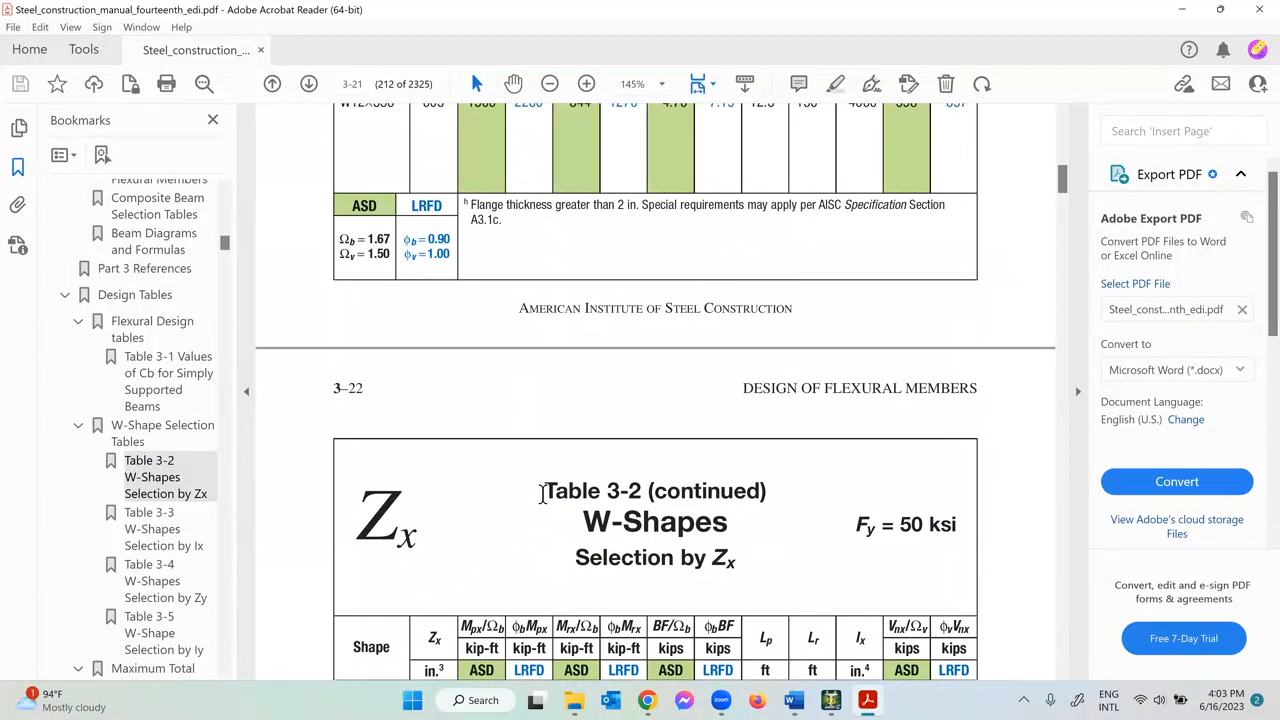 Steel_construction_manual_fourteenth_edi.pdf - Adobe Acrobat Reader (64-bit)
File Edit View Sign Window Help
Home Tools Steel_construction_... ×
3-21 (212 of 2325) 145%
Bookmarks
Flexural Members
Composite Beam
Selection Tables
Beam Diagrams
and Formulas
Part 3 References
Design Tables
Flexural Design
tables
Table 3-1 Values
of Cb for Simply
Supported
Beams
W-Shape Selection
Tables
Table 3-2
W-Shapes
Selection by Zx
Table 3-3
W-Shapes
Selection by Ix
Table 3-4
W-Shapes
Selection by Zy
Table 3-5
W-Shape
Selection by Iy
Maximum Total
ASD LRFD
h Flange thickness greater than 2 in. Special requirements may apply per AISC Specification Section
A3.1c.
Ωb = 1.67 ϕb = 0.90
Ωv = 1.50 ϕv = 1.00
AMERICAN INSTITUTE OF STEEL CONSTRUCTION
3–22 DESIGN OF FLEXURAL MEMBERS
Zx
Table 3-2 (continued)
W-Shapes
Selection by Zx
Fy = 50 ksi
Shape Zx Mpx/Ωb ϕbMpx Mrx/Ωb ϕbMrx BF/Ωb ϕbBF Lp Lr Ix Vnx/Ωv ϕvVnx
kip-ft kip-ft kip-ft kip-ft kips kips kips kips
in.3 ASD LRFD ASD LRFD ASD LRFD ft ft in.4 ASD LRFD
Search 'Insert Page'
Export PDF
Adobe Export PDF
Convert PDF Files to Word
or Excel Online
Select PDF File
Steel_const...nth_edi.pdf
Convert to
Microsoft Word (*.docx)
Document Language:
English (U.S.) Change
Convert
View Adobe's cloud storage
Files
Convert, edit and e-sign PDF
forms & agreements
Free 7-Day Trial
1
94°F
Mostly cloudy
Search
zoom
ENG
INTL
4:03 PM
6/16/2023
2